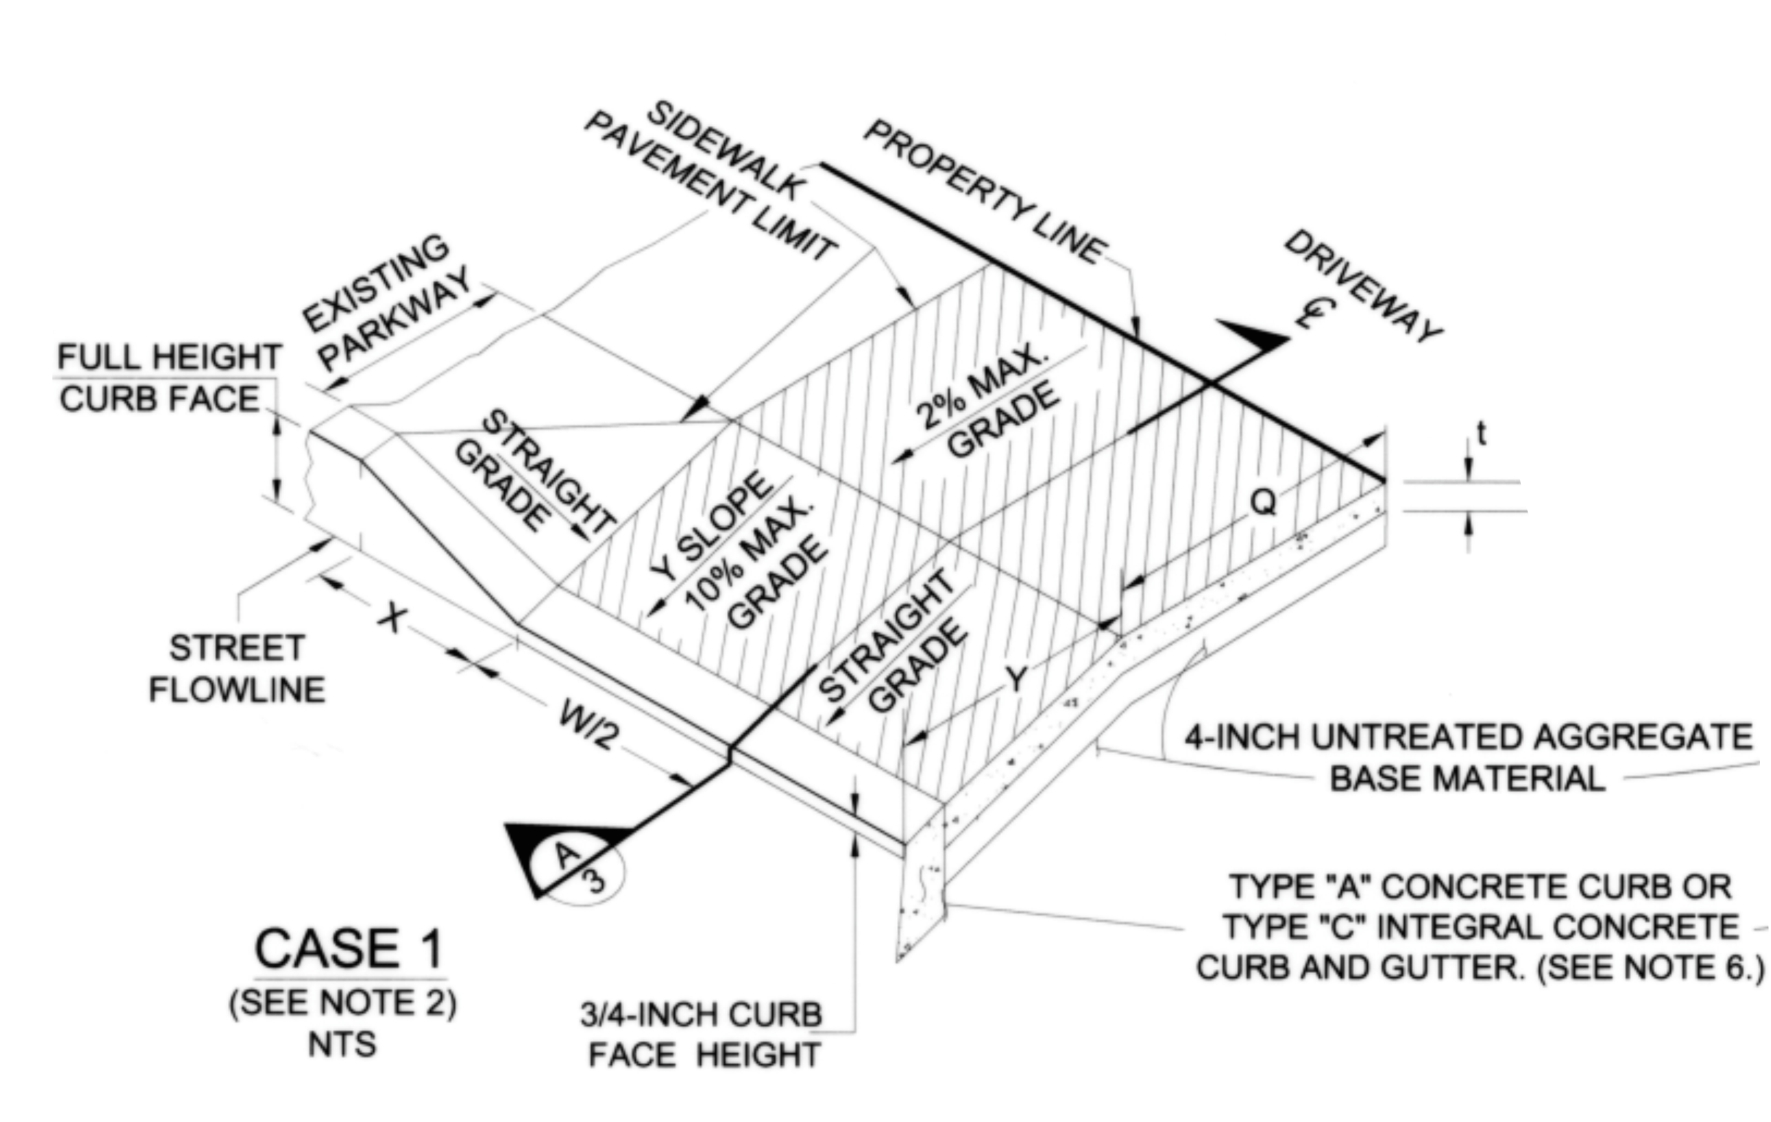 SIDEWALK
PAVEMENT LIMIT
PROPERTY LINE
DRIVEWAY
℄
EXISTING
PARKWAY
FULL HEIGHT
CURB FACE
STRAIGHT
GRADE
2% MAX.
GRADE
t
Q
Y SLOPE
10% MAX.
GRADE
STRAIGHT
GRADE
X
Y
STREET
FLOWLINE
W/2
4-INCH UNTREATED AGGREGATE
BASE MATERIAL
A
3
TYPE "A" CONCRETE CURB OR
TYPE "C" INTEGRAL CONCRETE
CURB AND GUTTER. (SEE NOTE 6.)
CASE 1
(SEE NOTE 2)
NTS
3/4-INCH CURB
FACE HEIGHT